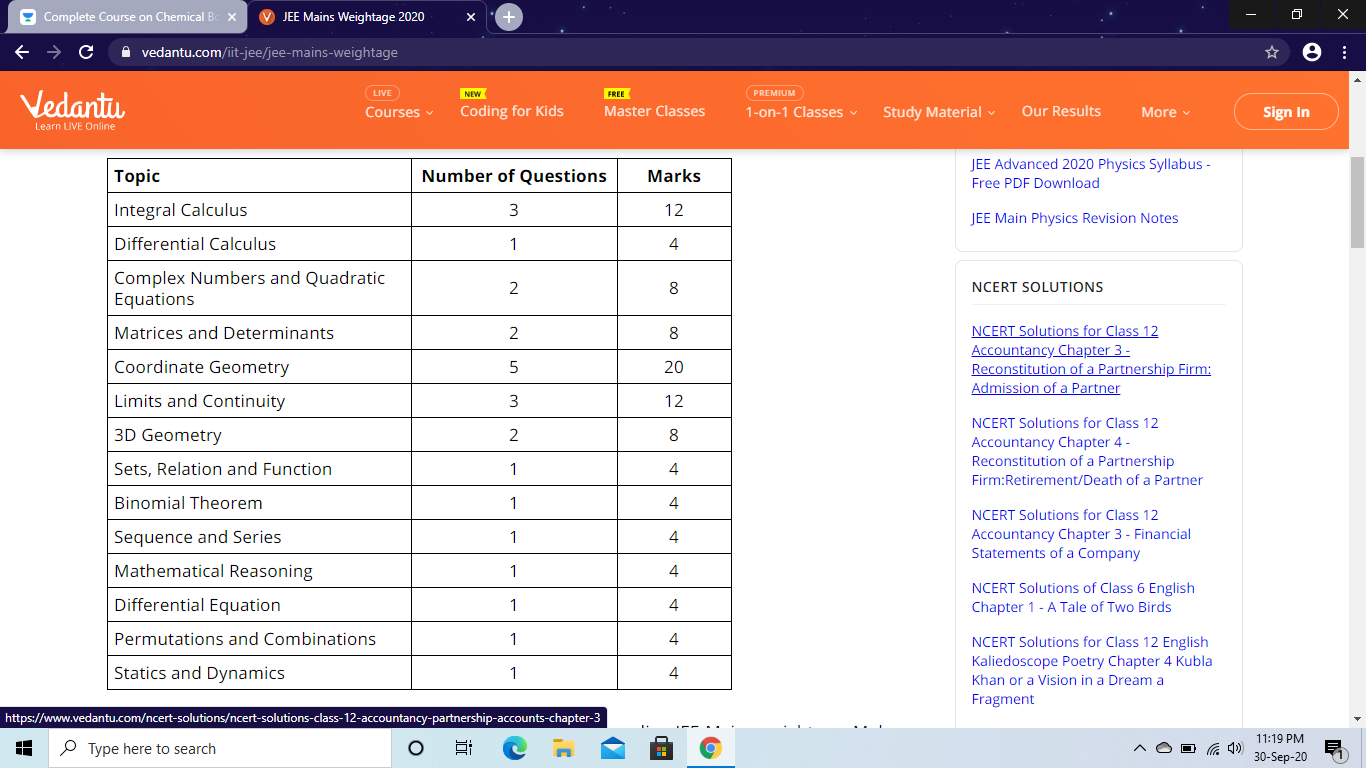 Complete Course on Chemical Bo
JEE Mains Weightage 2020
vedantu.com/iit-jee/jee-mains-weightage
Vedantu
Learn LIVE Online
LIVE
Courses
NEW
Coding for Kids
FREE
Master Classes
PREMIUM
1-on-1 Classes
Study Material
Our Results
More
Sign In
Topic Number of Questions Marks
Integral Calculus 3 12
Differential Calculus 1 4
Complex Numbers and Quadratic
Equations 2 8
Matrices and Determinants 2 8
Coordinate Geometry 5 20
Limits and Continuity 3 12
3D Geometry 2 8
Sets, Relation and Function 1 4
Binomial Theorem 1 4
Sequence and Series 1 4
Mathematical Reasoning 1 4
Differential Equation 1 4
Permutations and Combinations 1 4
Statics and Dynamics 1 4
JEE Advanced 2020 Physics Syllabus -
Free PDF Download
JEE Main Physics Revision Notes
NCERT SOLUTIONS
NCERT Solutions for Class 12
Accountancy Chapter 3 -
Reconstitution of a Partnership Firm:
Admission of a Partner
NCERT Solutions for Class 12
Accountancy Chapter 4 -
Reconstitution of a Partnership
Firm:Retirement/Death of a Partner
NCERT Solutions for Class 12
Accountancy Chapter 3 - Financial
Statements of a Company
NCERT Solutions of Class 6 English
Chapter 1 - A Tale of Two Birds
NCERT Solutions for Class 12 English
Kaliedoscope Poetry Chapter 4 Kubla
Khan or a Vision in a Dream a
Fragment
https://www.vedantu.com/ncert-solutions/ncert-solutions-class-12-accountancy-partnership-accounts-chapter-3
Type here to search
11:19 PM
30-Sep-20
1